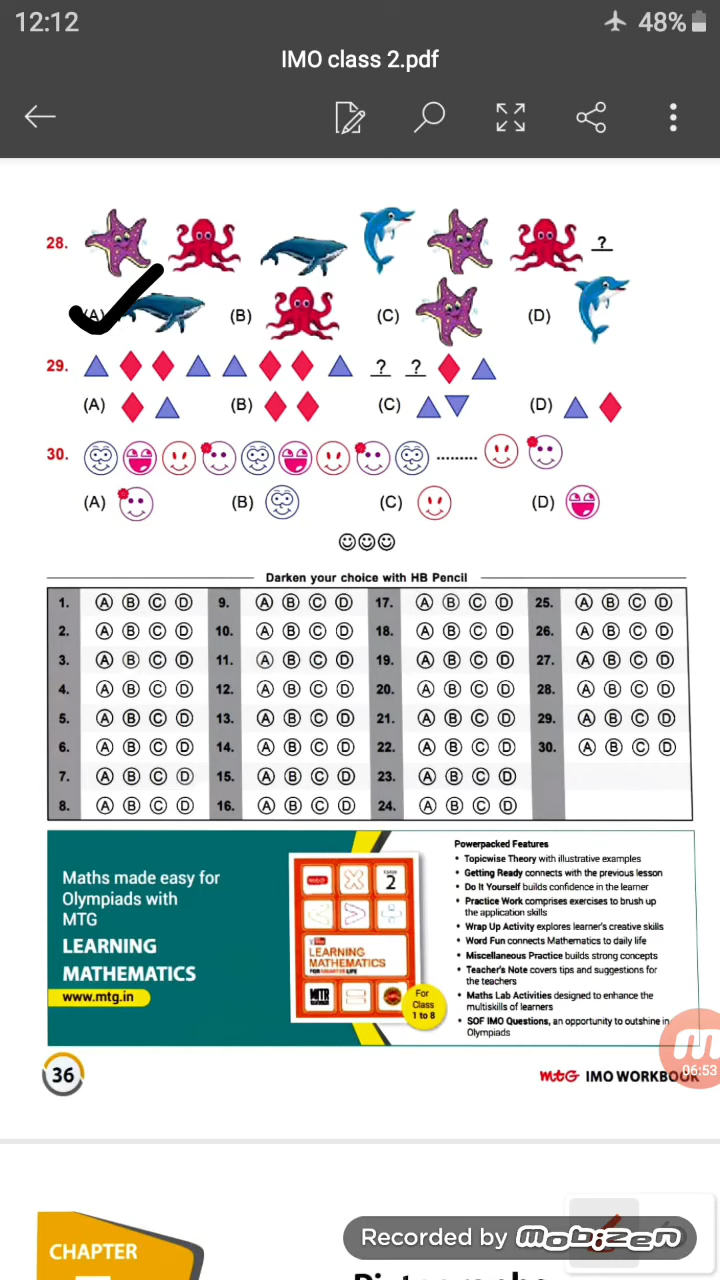 12:12 48%
IMO class 2.pdf
28. ?
(A) (B) (C) (D)
29. ? ?
(A) (B) (C) (D)
30. .........
(A) (B) (C) (D)
Darken your choice with HB Pencil
1. A B C D 9. A B C D 17. A B C D 25. A B C D
2. A B C D 10. A B C D 18. A B C D 26. A B C D
3. A B C D 11. A B C D 19. A B C D 27. A B C D
4. A B C D 12. A B C D 20. A B C D 28. A B C D
5. A B C D 13. A B C D 21. A B C D 29. A B C D
6. A B C D 14. A B C D 22. A B C D 30. A B C D
7. A B C D 15. A B C D 23. A B C D
8. A B C D 16. A B C D 24. A B C D
Maths made easy for
Olympiads with
MTG
LEARNING
MATHEMATICS
www.mtg.in
2
LEARNING
MATHEMATICS
FOR SMARTER LIFE
For
Class
1 to 8
Powerpacked Features
• Topicwise Theory with illustrative examples
• Getting Ready connects with the previous lesson
• Do It Yourself builds confidence in the learner
• Practice Work comprises exercises to brush up
the application skills
• Wrap Up Activity explores learner's creative skills
• Word Fun connects Mathematics to daily life
• Miscellaneous Practice builds strong concepts
• Teacher's Note covers tips and suggestions for
the teachers
• Maths Lab Activities designed to enhance the
multiskills of learners
• SOF IMO Questions, an opportunity to outshine in
Olympiads
06:53
36
mtG IMO WORKBOOK
CHAPTER
Recorded by mobizen